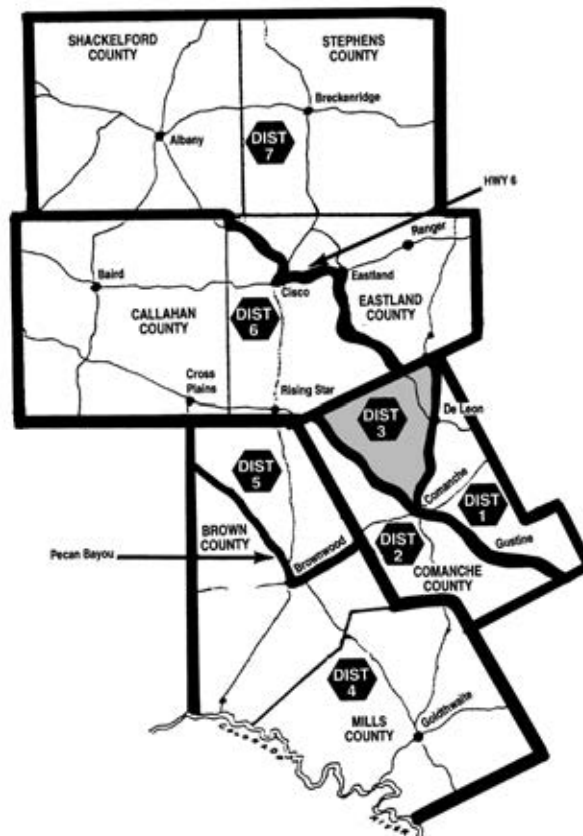 SHACKELFORD
COUNTY
STEPHENS
COUNTY
Breckenridge
Albany
DIST
7
HWY 6
Ranger
Eastland
Baird
Cisco
EASTLAND
COUNTY
CALLAHAN
COUNTY
DIST
6
Cross
Plains
Rising Star
DIST
3
De Leon
DIST
5
Comanche
DIST
1
BROWN
COUNTY
Pecan Bayou
Brownwood
DIST
2
Gustine
COMANCHE
COUNTY
DIST
4
Goldthwaite
MILLS
COUNTY
COLORADO
RIVER